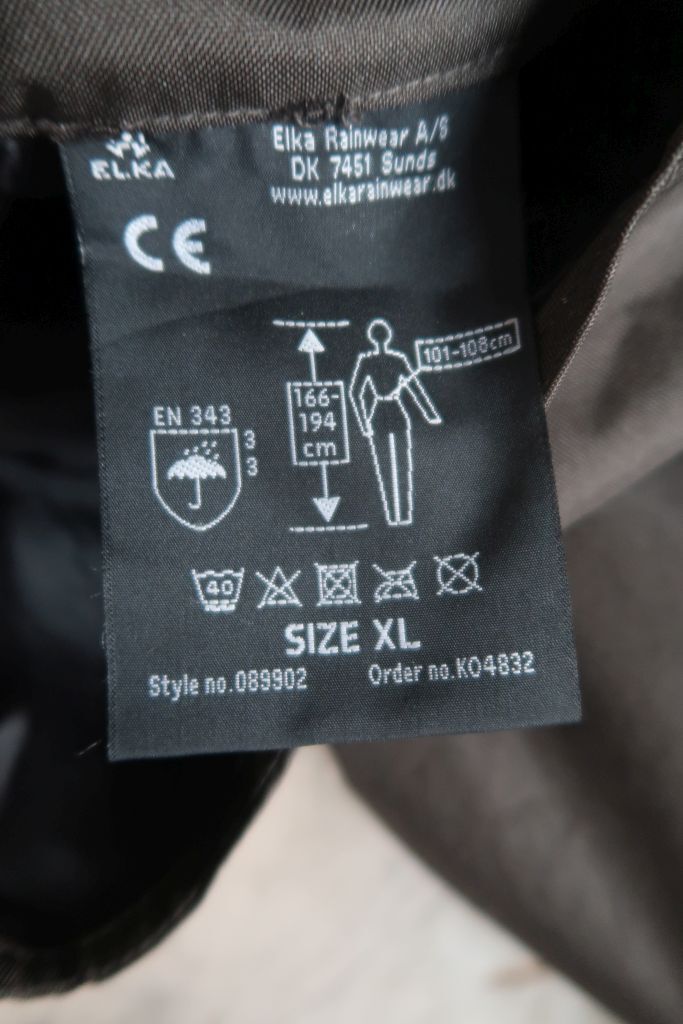 ELKA
Elka Rainwear A/S
DK 7451 Sunds
www.elkarainwear.dk
CE
101-108cm
166-
194
cm
EN 343
3
3
40
SIZE XL
Style no.089902 Order no.KO4832